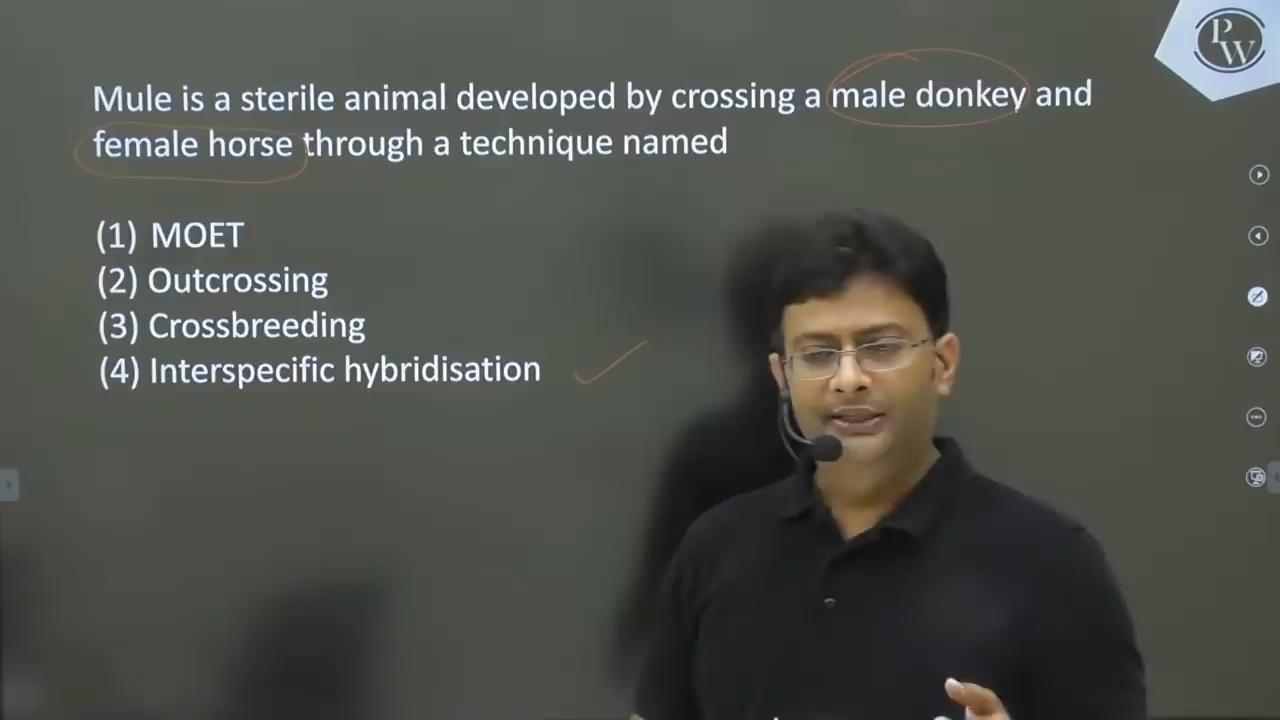 PW
Mule is a sterile animal developed by crossing a male donkey and
female horse through a technique named
(1) MOET
(2) Outcrossing
(3) Crossbreeding
(4) Interspecific hybridisation